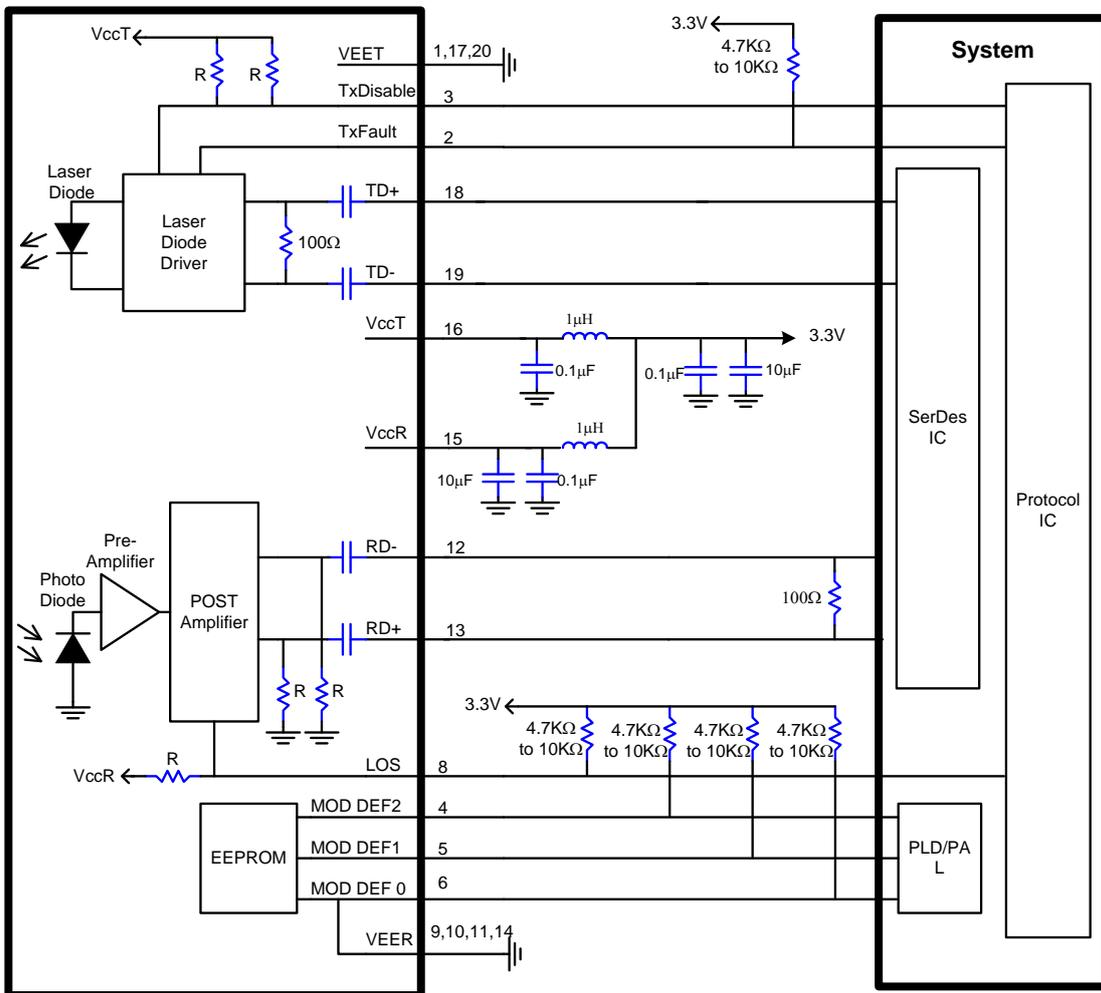 VccT
R
R
VEET
1,17,20
TxDisable
3
TxFault
2
3.3V
4.7KΩ
to 10KΩ
System
Laser
Diode
Laser
Diode
Driver
100Ω
TD+
18
TD-
19
VccT
16
1μH
3.3V
0.1μF
0.1μF
10μF
VccR
15
1μH
10μF
0.1μF
SerDes
IC
Protocol
IC
Pre-
Amplifier
Photo
Diode
POST
Amplifier
RD-
12
RD+
13
100Ω
R
R
3.3V
4.7KΩ
to 10KΩ
4.7KΩ
to 10KΩ
4.7KΩ
to 10KΩ
4.7KΩ
to 10KΩ
VccR
R
LOS
8
EEPROM
MOD DEF2
4
MOD DEF1
5
MOD DEF 0
6
PLD/PA
L
VEER
9,10,11,14